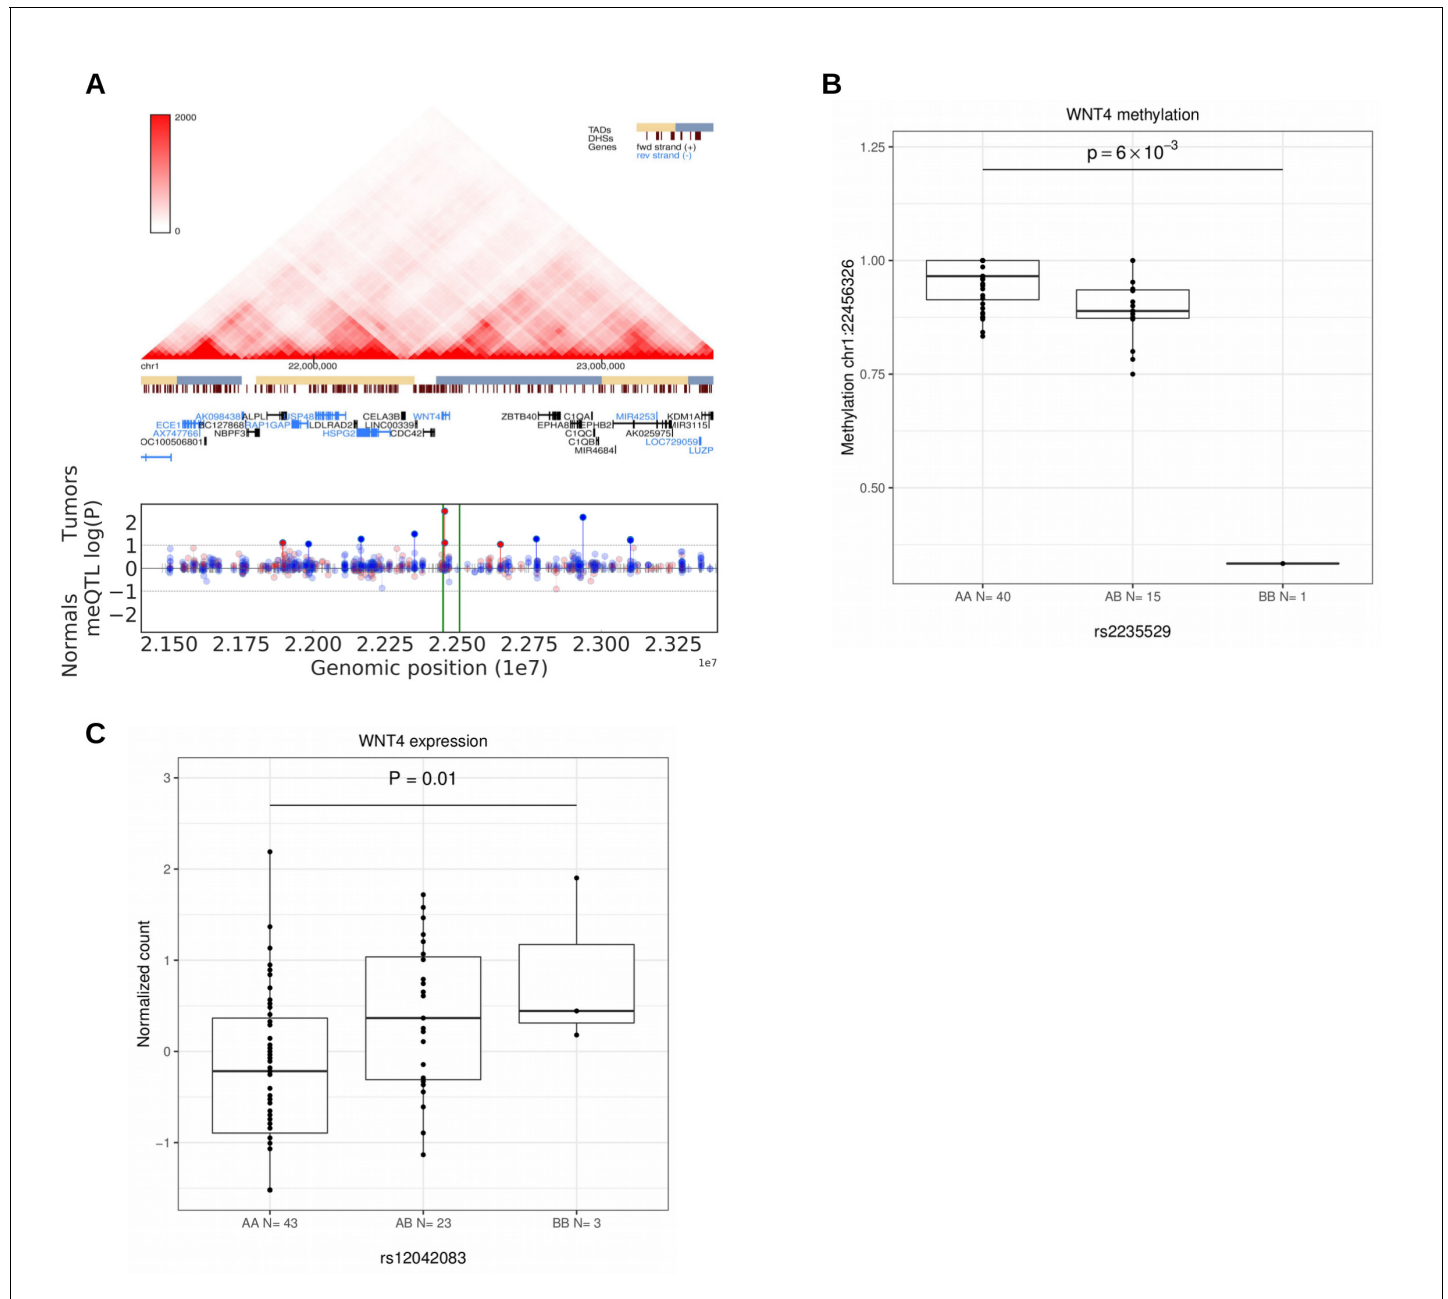 A
2000
0
TADs
DHSs
Genes
fwd strand (+)
rev strand (-)
chr1
22,000,000
23,000,000
AK098438
ALPL
USP48
CELA3B
WNT4
ZBTB40
C1QA
MIR4253
KDM1A
ECE1
BC127868
RAP1GAP
LDLRAD2
LINC00339
EPHA8
EPHB2
MIR3115
AX747766
NBPF3
HSPG2
CDC42
C1QC
AK025975
OC100506801
C1QB
LOC729059
MIR4684
LUZP
Normals Tumors
meQTL log(P)
2
1
0
−1
−2
2.150 2.175 2.200 2.225 2.250 2.275 2.300 2.325
Genomic position (1e7)
1e7
B
WNT4 methylation
p = 6 × 10−3
Methylation chr1:22456326
1.25
1.00
0.75
0.50
AA N= 40
AB N= 15
BB N= 1
rs2235529
C
WNT4 expression
P = 0.01
Normalized count
3
2
1
0
−1
AA N= 43
AB N= 23
BB N= 3
rs12042083